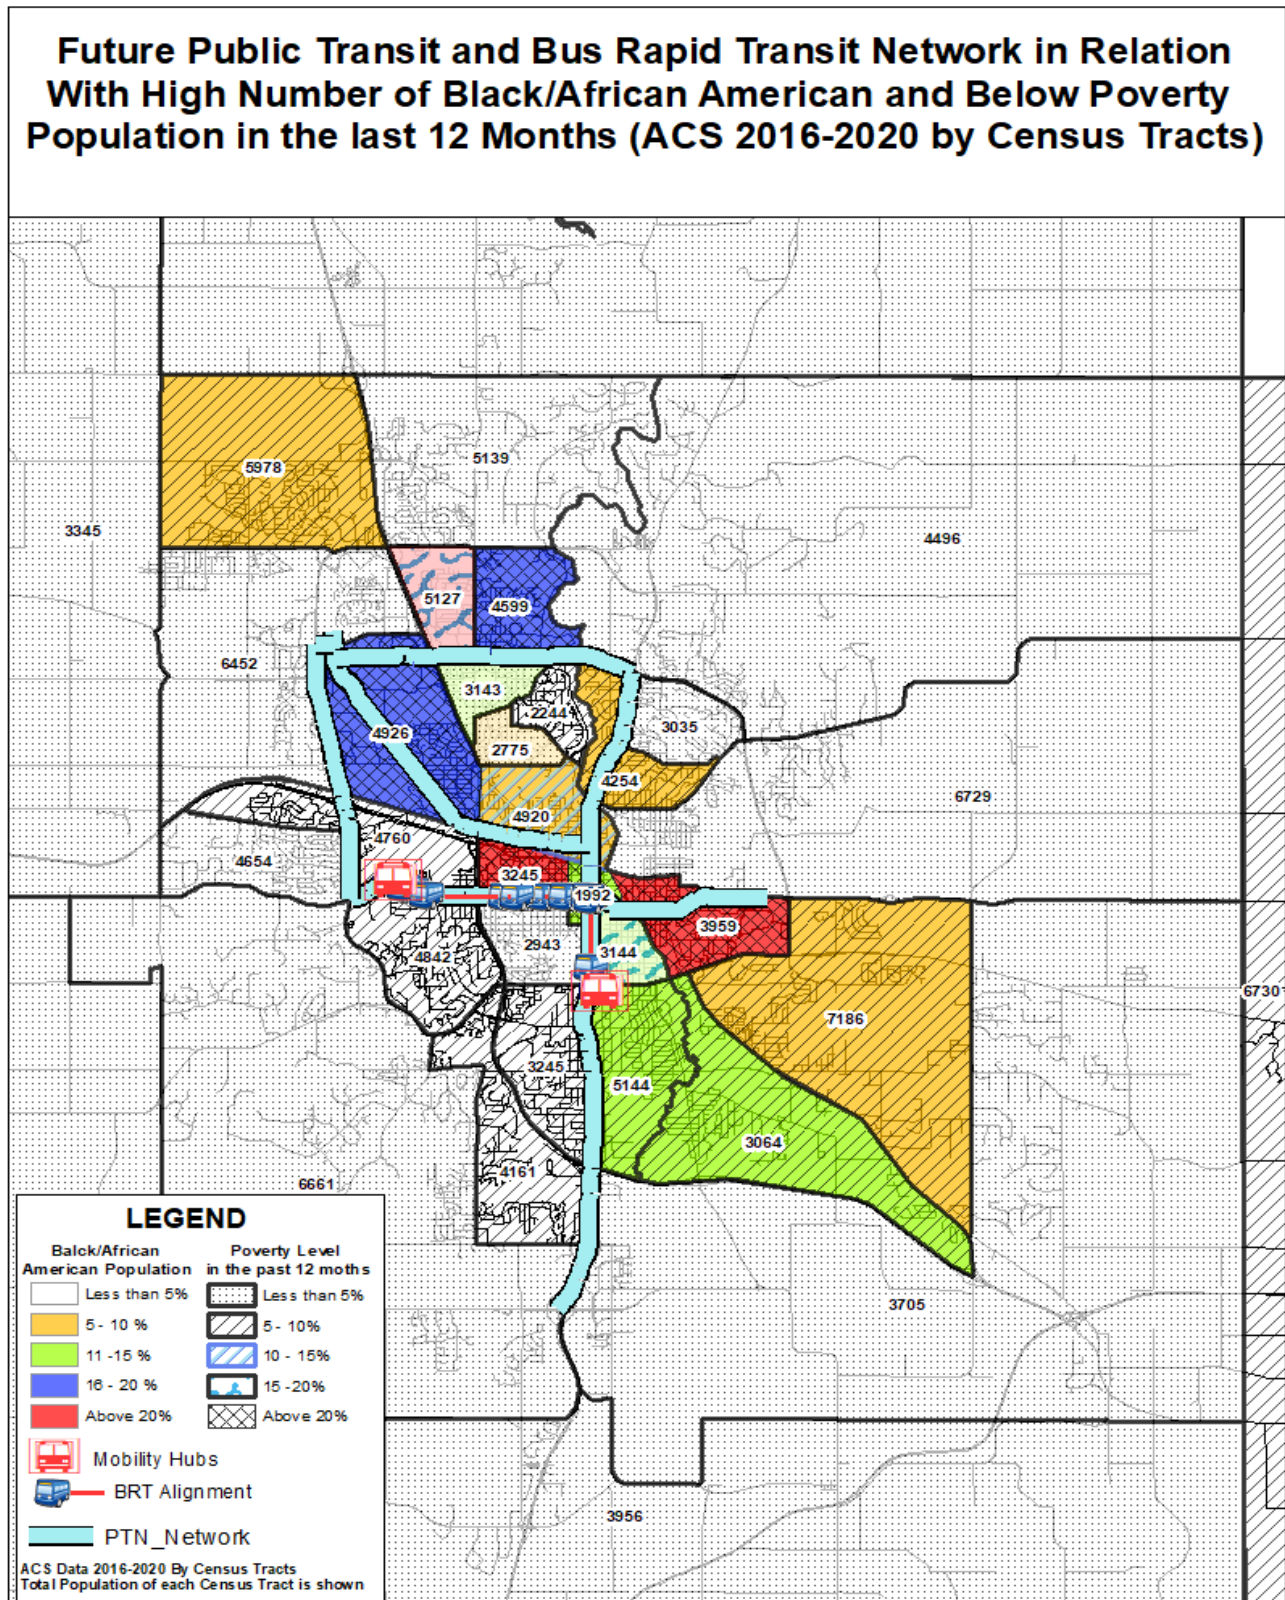 Future Public Transit and Bus Rapid Transit Network in Relation
With High Number of Black/African American and Below Poverty
Population in the last 12 Months (ACS 2016-2020 by Census Tracts)
5978
5139
3345
4496
5127
4599
6452
3143
2244
3035
4926
2775
4254
6729
4920
4760
4654
3245
1992
3959
2943
3144
4842
6730
7186
3245
5144
3064
4161
6661
3705
3956
LEGEND
Balck/African
American Population
Less than 5%
5 - 10 %
11 -15 %
16 - 20 %
Above 20%
Poverty Level
in the past 12 moths
Less than 5%
5 - 10%
10 - 15%
15 -20%
Above 20%
Mobility Hubs
BRT Alignment
PTN_Network
ACS Data 2016-2020 By Census Tracts
Total Population of each Census Tract is shown